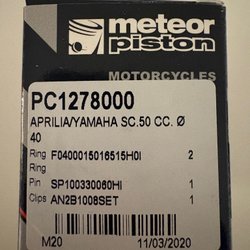 meteor
piston
MOTORCYCLES
PC1278000
APRILIA/YAMAHA SC.50 CC. Ø
40
Ring F0400015016515H0I 2
Ring
Pin SP100330060HI 1
Clips AN2B1008SET 1
M20 11/03/2020